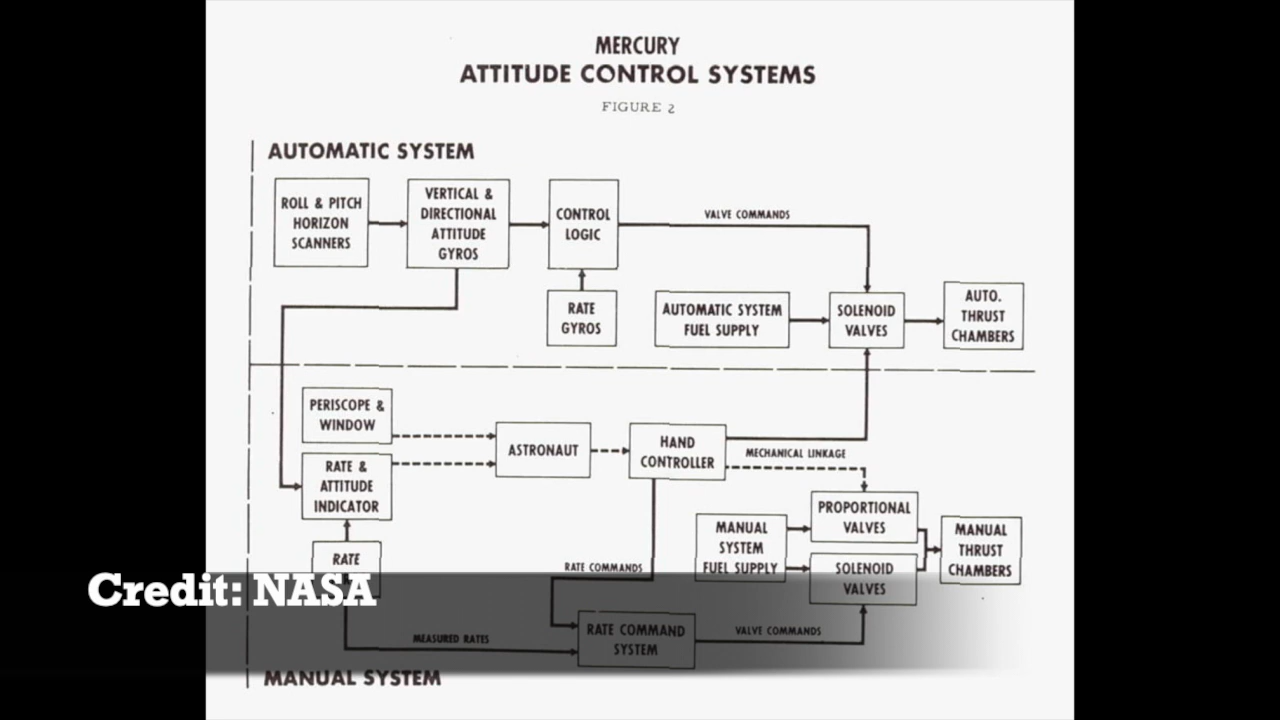 MERCURY
ATTITUDE CONTROL SYSTEMS
FIGURE 2
AUTOMATIC SYSTEM
ROLL & PITCH
HORIZON
SCANNERS
VERTICAL &
DIRECTIONAL
ATTITUDE
GYROS
CONTROL
LOGIC
VALVE COMMANDS
RATE
GYROS
AUTOMATIC SYSTEM
FUEL SUPPLY
SOLENOID
VALVES
AUTO.
THRUST
CHAMBERS
PERISCOPE &
WINDOW
RATE &
ATTITUDE
INDICATOR
ASTRONAUT
HAND
CONTROLLER
MECHANICAL LINKAGE
PROPORTIONAL
VALVES
MANUAL
SYSTEM
FUEL SUPPLY
SOLENOID
VALVES
MANUAL
THRUST
CHAMBERS
RATE
RATE COMMANDS
Credit: NASA
RATE COMMAND
SYSTEM
VALVE COMMANDS
MEASURED RATES
MANUAL SYSTEM